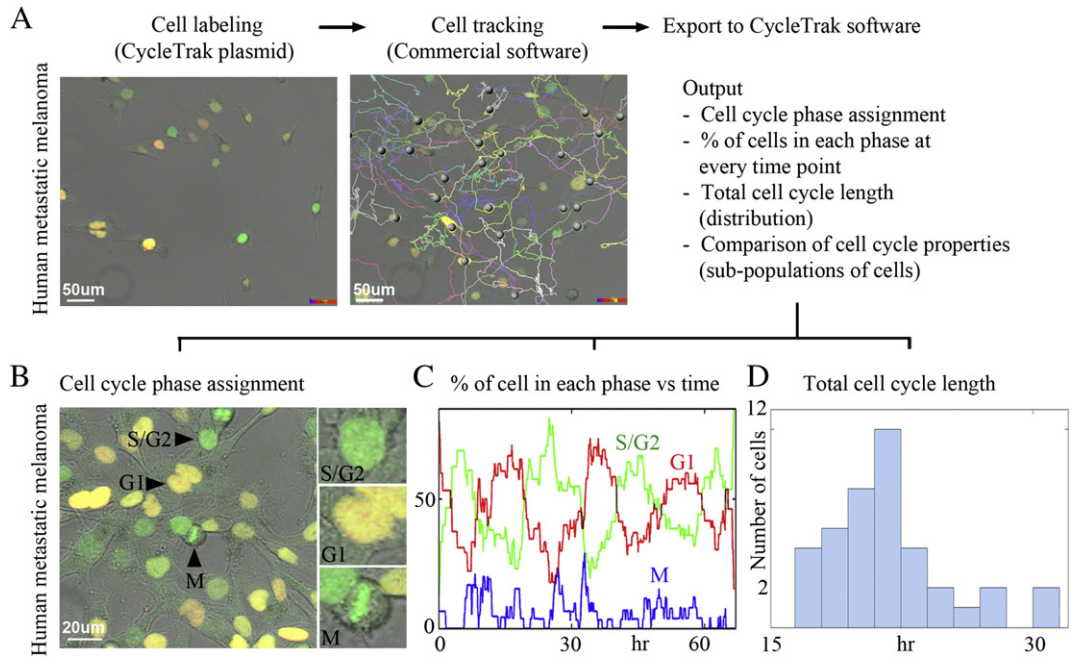 A
Cell labeling
(CycleTrak plasmid)
Cell tracking
(Commercial software)
Export to CycleTrak software
Human metastatic melanoma
50um
50um
Output
- Cell cycle phase assignment
- % of cells in each phase at
every time point
- Total cell cycle length
(distribution)
- Comparison of cell cycle properties
(sub-populations of cells)
B
Cell cycle phase assignment
Human metastatic melanoma
S/G2
G1
M
20um
S/G2
G1
M
C
% of cell in each phase vs time
S/G2
G1
M
50
0
0
30
hr
60
D
Total cell cycle length
Number of cells
12
2
15
hr
30